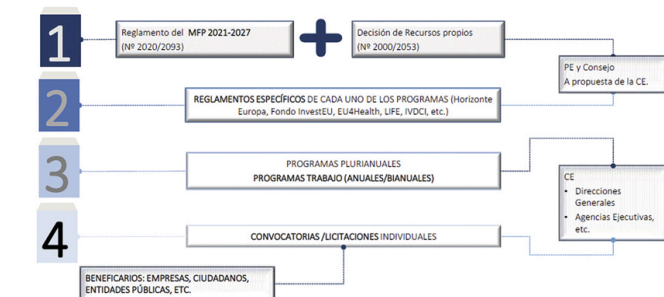 1
Reglamento del MFP 2021-2027
(Nº 2020/2093)
+
Decisión de Recursos propios
(Nº 2000/2053)
PE y Consejo
A propuesta de la CE.
2
REGLAMENTOS ESPECÍFICOS DE CADA UNO DE LOS PROGRAMAS (Horizonte
Europa, Fondo InvestEU, EU4Health, LIFE, IVDCI, etc.)
3
PROGRAMAS PLURIANUALES
PROGRAMAS TRABAJO (ANUALES/BIANUALES)
CE
• Direcciones
Generales
• Agencias Ejecutivas,
etc.
4
CONVOCATORIAS /LICITACIONES INDIVIDUALES
BENEFICARIOS: EMPRESAS, CIUDADANOS,
ENTIDADES PÚBLICAS, ETC.